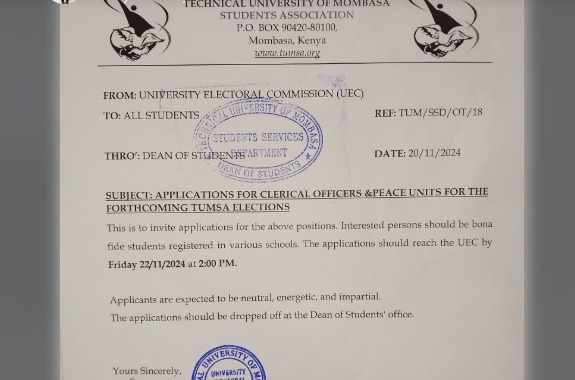 TECHNICAL UNIVERSITY OF MOMBASA
STUDENTS ASSOCIATION
P.O. BOX 90420-80100,
Mombasa, Kenya
www.tumsa.org
FROM: UNIVERSITY ELECTORAL COMMISSION (UEC)
TO: ALL STUDENTS
REF: TUM/SSD/OT/18
TECHNICAL UNIVERSITY OF MOMBASA
STUDENTS SERVICES
DEPARTMENT
DEAN OF STUDENTS
THRO': DEAN OF STUDENTS
DATE: 20/11/2024
SUBJECT: APPLICATIONS FOR CLERICAL OFFICERS &PEACE UNITS FOR THE
FORTHCOMING TUMSA ELECTIONS
This is to invite applications for the above positions. Interested persons should be bona
fide students registered in various schools. The applications should reach the UEC by
Friday 22/11/2024 at 2:00 PM.
Applicants are expected to be neutral, energetic, and impartial.
The applications should be dropped off at the Dean of Students' office.
Yours Sincerely,
UNIVERSITY OF
UNIVERSITY